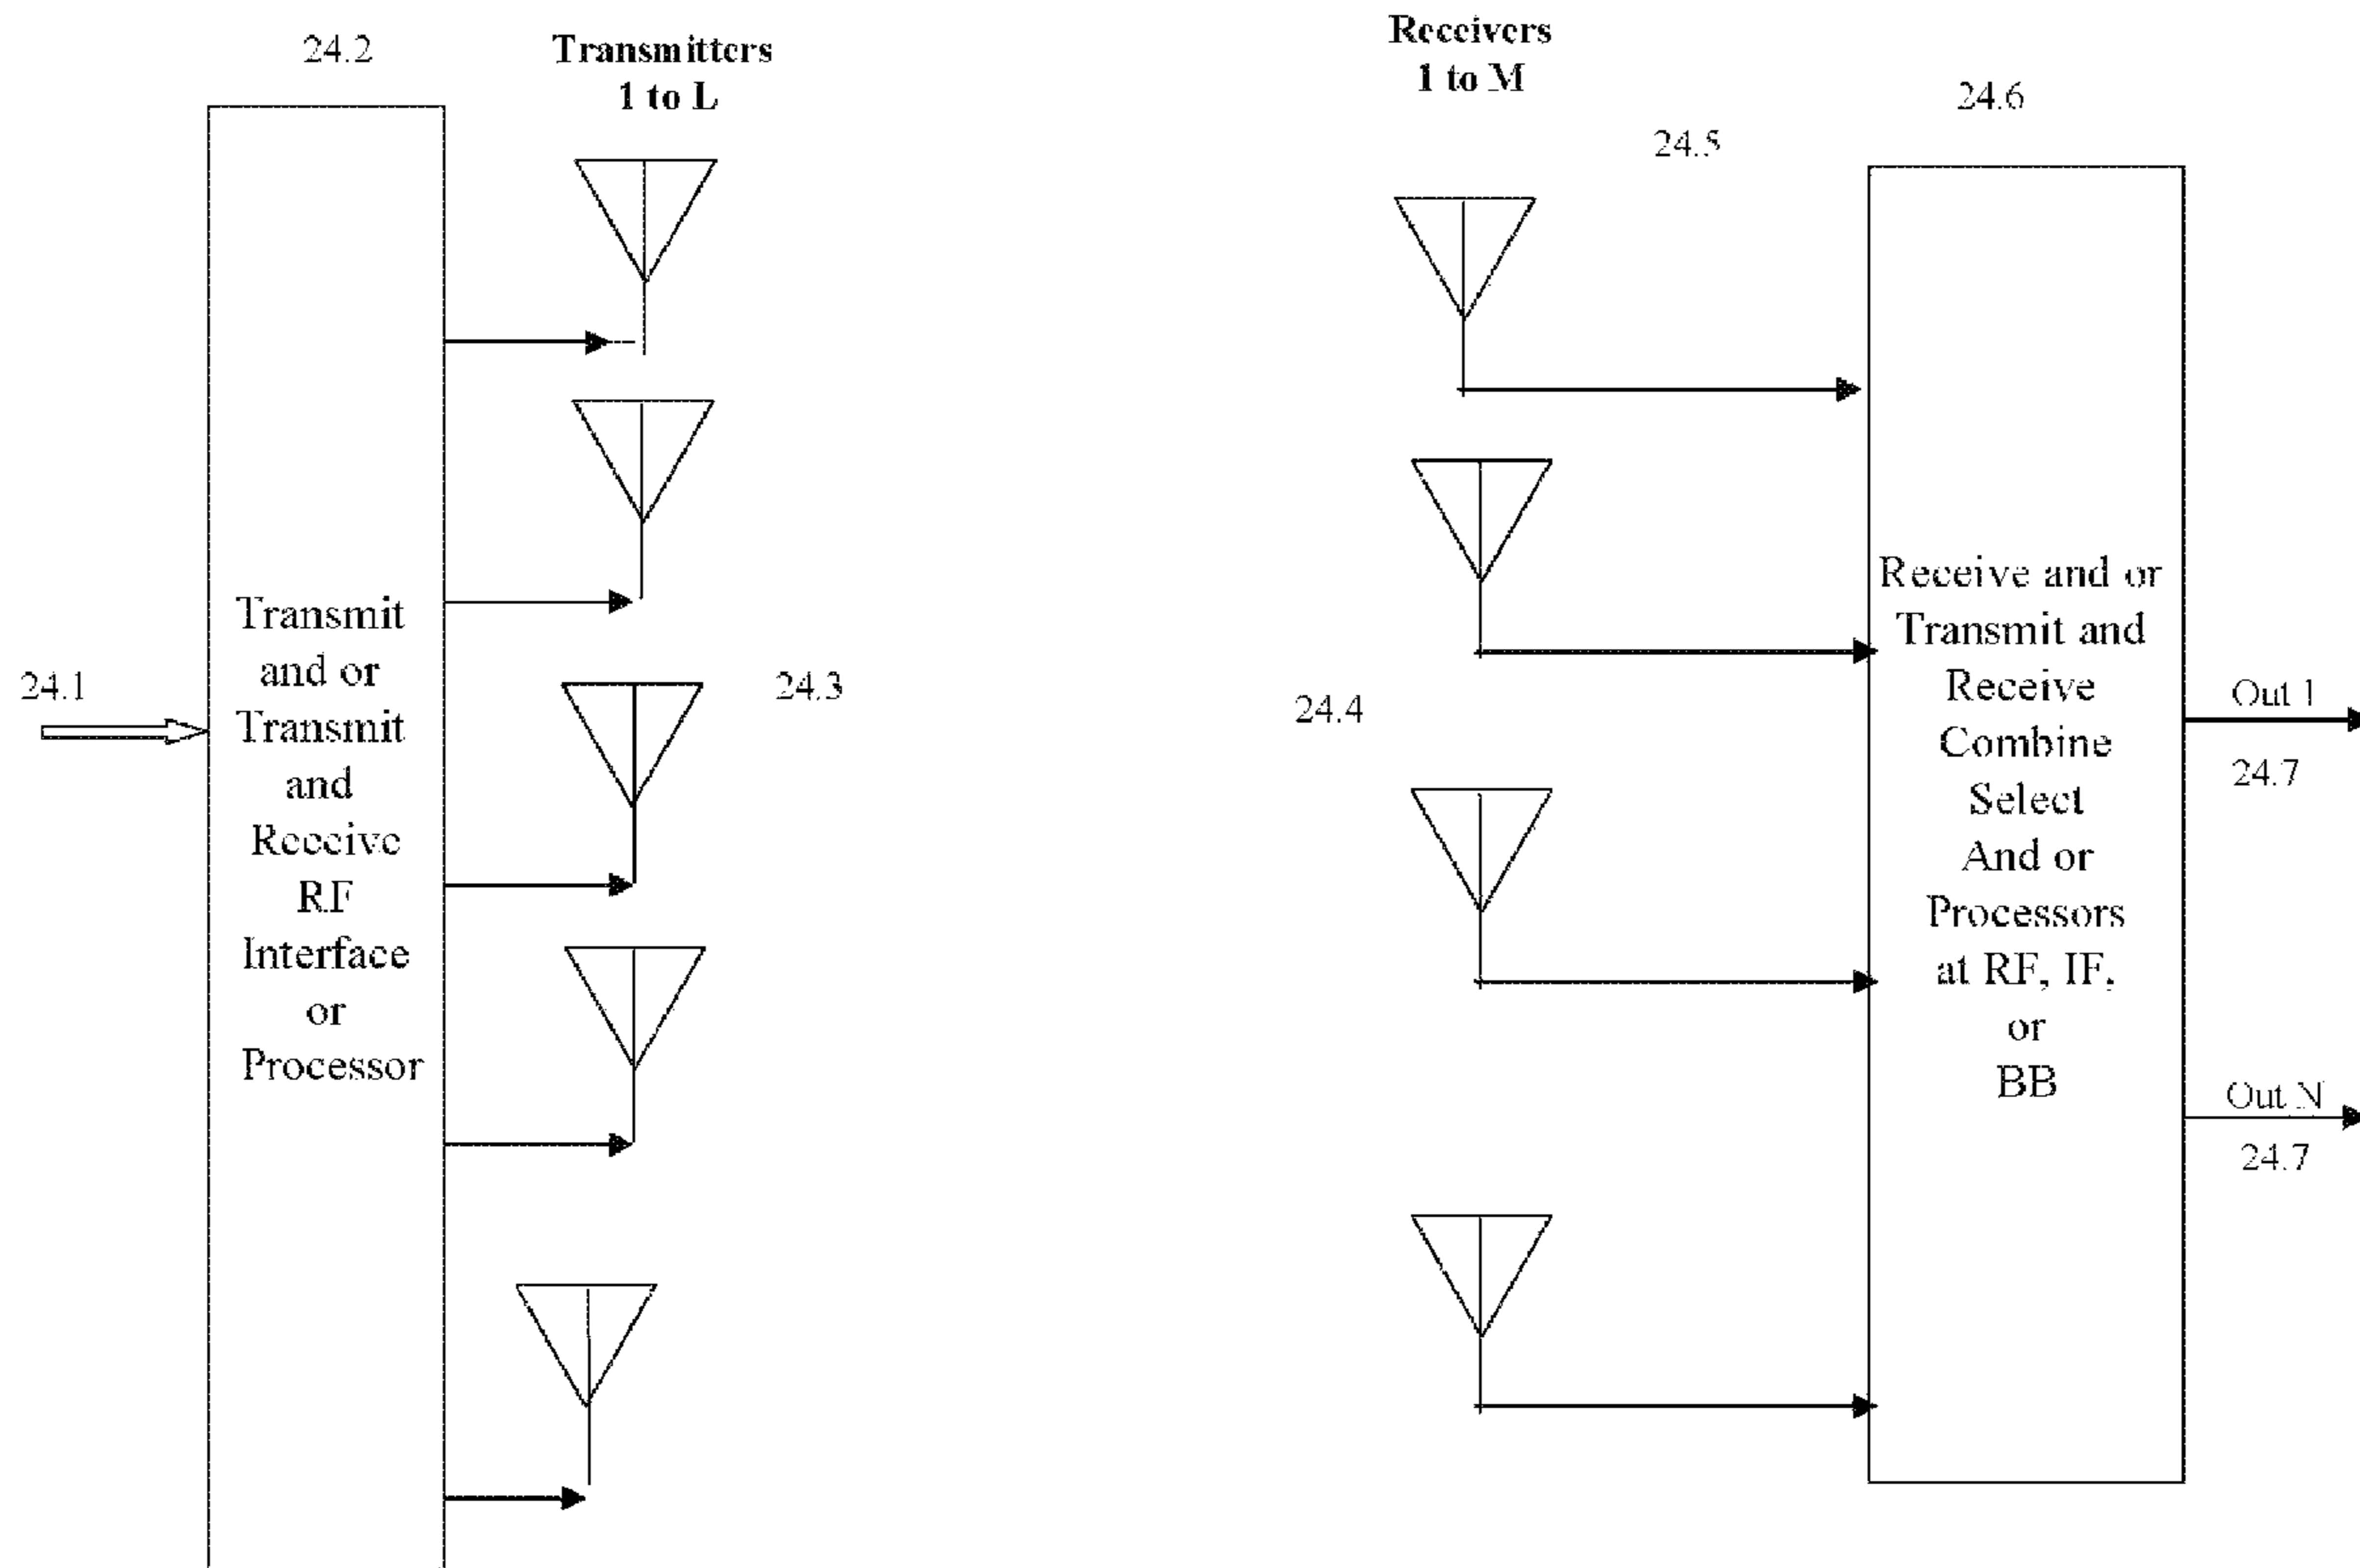 24.2
Transmitters
1 to L
Receivers
1 to M
24.5
24.6
24.1
Transmit
and or
Transmit
and
Receive
RF
Interface
or
Processor
24.3
24.4
Receive and or
Transmit and
Receive
Combine
Select
And or
Processors
at RF, IF,
or
BB
Out 1
24.7
Out N
24.7